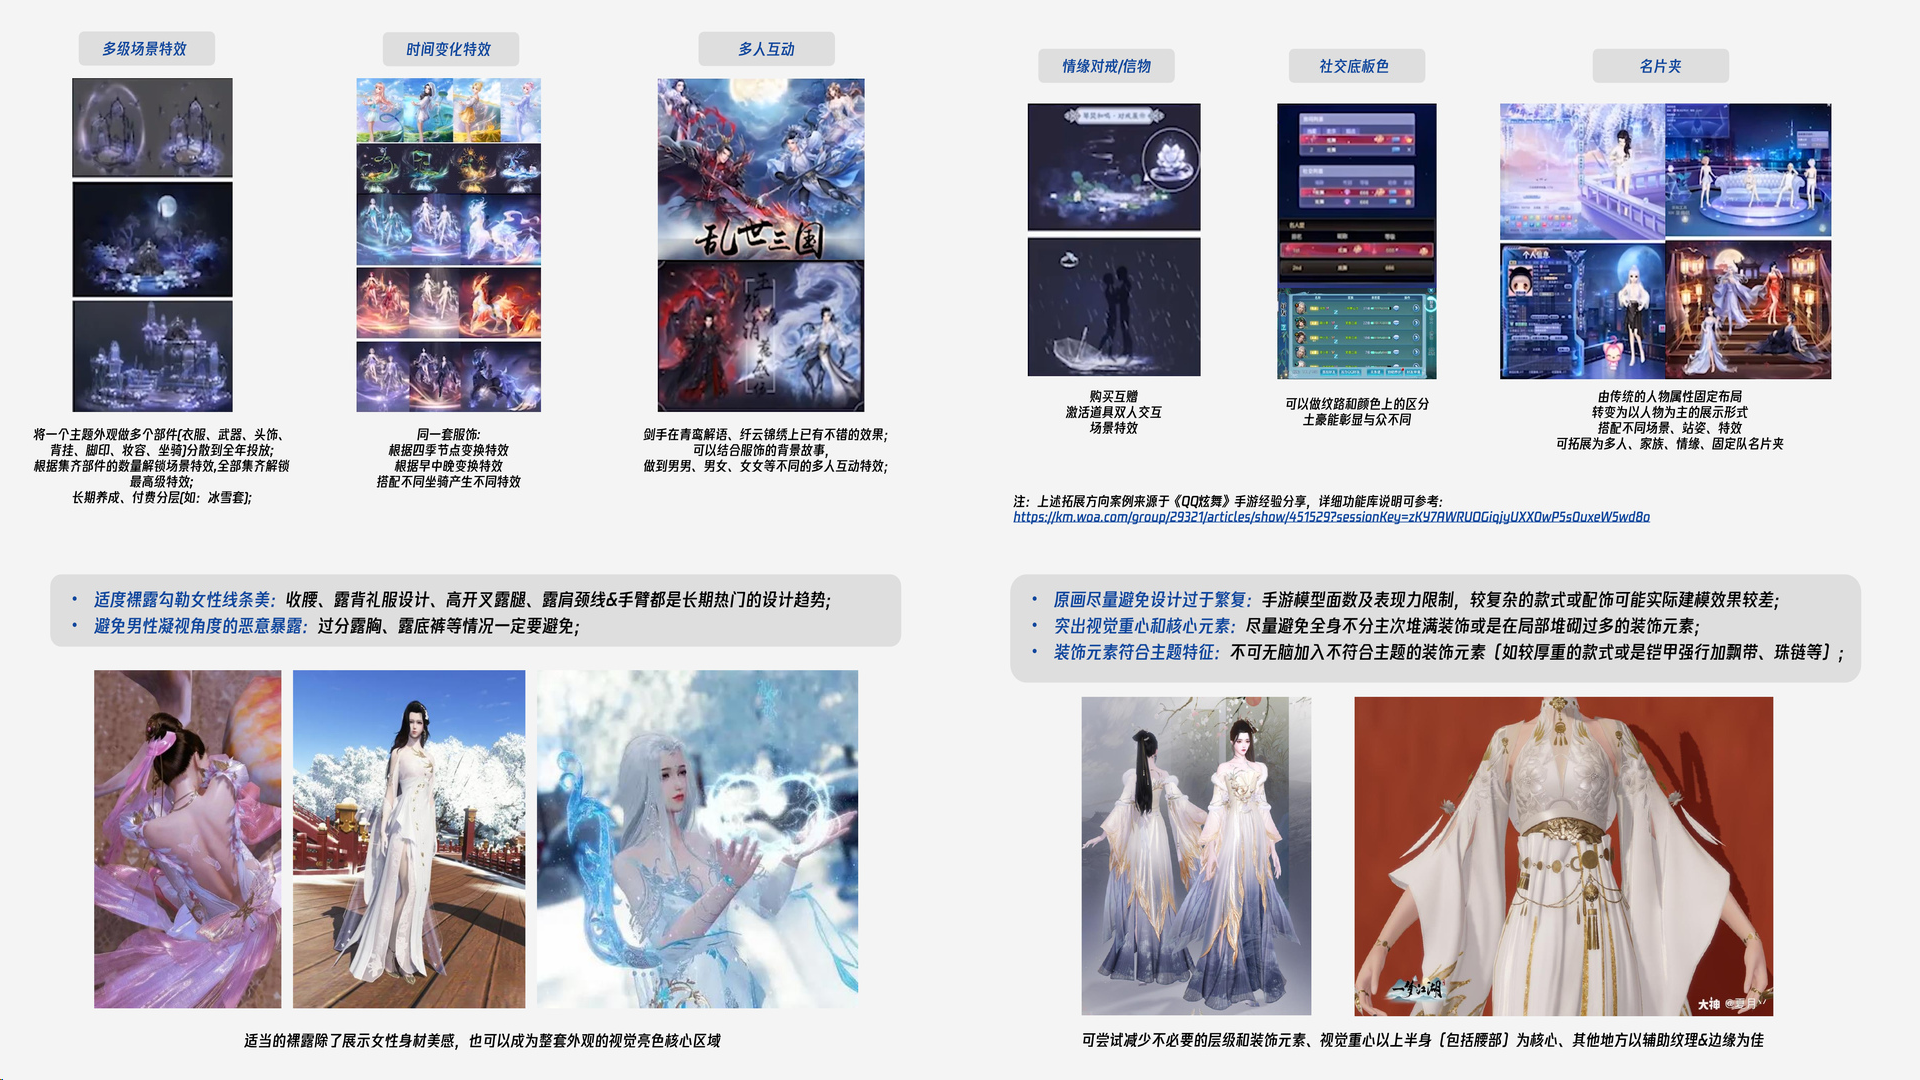 多级场景特效
时间变化特效
多人互动
乱世三国
将一个主题外观做多个部件(衣服、武器、头饰、
背挂、脚印、妆容、坐骑)分散到全年投放;
根据集齐部件的数量解锁场景特效,全部集齐解锁
最高级特效;
长期养成、付费分层(如：冰雪套);
同一套服饰:
根据四季节点变换特效
根据早中晚变换特效
搭配不同坐骑产生不同特效
剑手在青鸾解语、纤云锦绣上已有不错的效果;
可以结合服饰的背景故事,
做到男男、男女、女女等不同的多人互动特效;
情缘对戒/信物
社交底板色
名片夹
个人信息
购买互赠
激活道具双人交互
场景特效
可以做纹路和颜色上的区分
土豪能彰显与众不同
由传统的人物属性固定布局
转变为以人物为主的展示形式
搭配不同场景、站姿、特效
可拓展为多人、家族、情缘、固定队名片夹
注：上述拓展方向案例来源于《QQ炫舞》手游经验分享，详细功能库说明可参考:
https://km.woa.com/group/29321/articles/show/451529?sessionKey=zKY7AWRUOGiqjyUXXOwP5sOuxeW5wd8o
• 适度裸露勾勒女性线条美：收腰、露背礼服设计、高开叉露腿、露肩颈线&手臂都是长期热门的设计趋势;
• 避免男性凝视角度的恶意暴露：过分露胸、露底裤等情况一定要避免;
适当的裸露除了展示女性身材美感，也可以成为整套外观的视觉亮色核心区域
• 原画尽量避免设计过于繁复：手游模型面数及表现力限制，较复杂的款式或配饰可能实际建模效果较差;
• 突出视觉重心和核心元素：尽量避免全身不分主次堆满装饰或是在局部堆砌过多的装饰元素;
• 装饰元素符合主题特征：不可无脑加入不符合主题的装饰元素（如较厚重的款式或是铠甲强行加飘带、珠链等）;
一梦江湖
大神
可尝试减少不必要的层级和装饰元素、视觉重心以上半身（包括腰部）为核心、其他地方以辅助纹理&边缘为佳